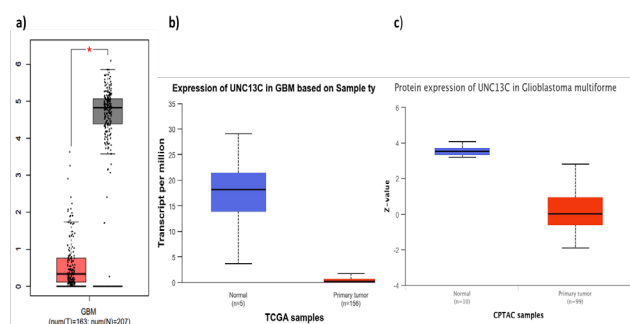 a)
b)
c)
6
5
4
3
2
1
0
*
GBM
(num(T)=163; num(N)=207)
Expression of UNC13C in GBM based on Sample ty
Transcript per million
35
30
25
20
15
10
5
0
Normal
(n=5)
Primary tumor
(n=156)
TCGA samples
Protein expression of UNC13C in Glioblastoma multiforme
Z-value
6
4
2
0
-2
-4
Normal
(n=10)
Primary tumor
(n=99)
CPTAC samples